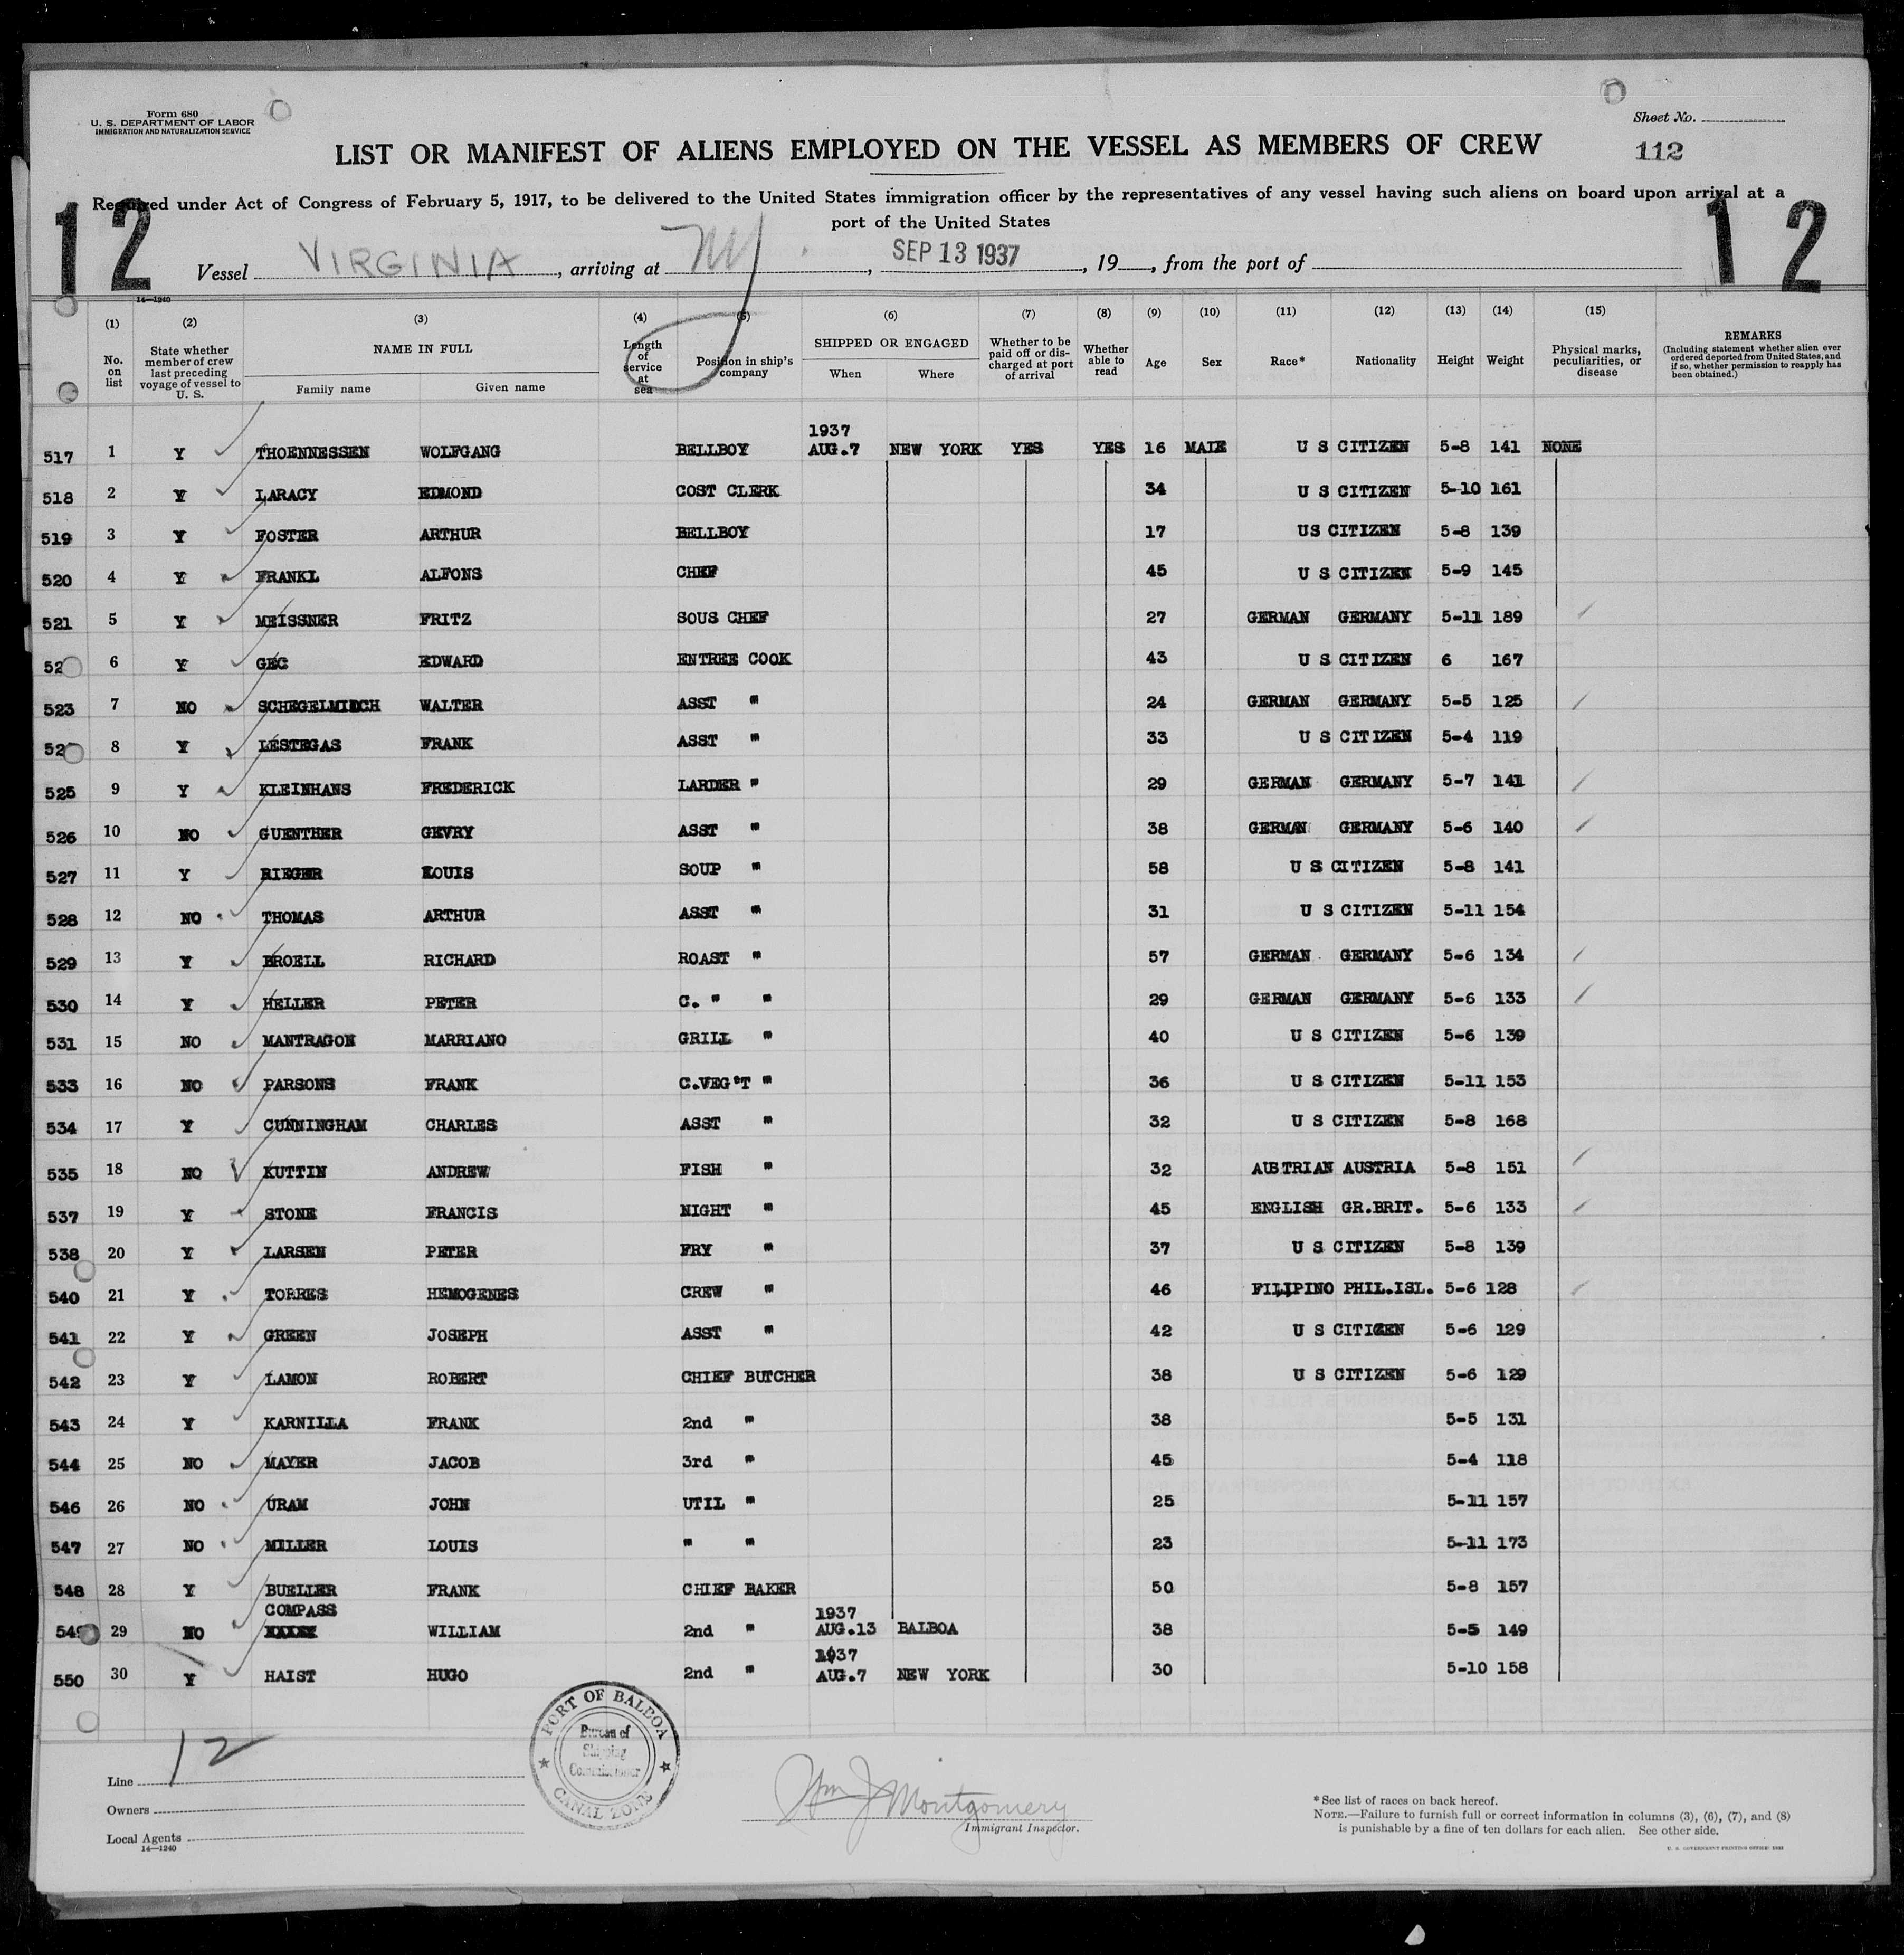 Form 680
U. S. DEPARTMENT OF LABOR
IMMIGRATION AND NATURALIZATION SERVICE
Sheet No.
112
LIST OR MANIFEST OF ALIENS EMPLOYED ON THE VESSEL AS MEMBERS OF CREW
Required under Act of Congress of February 5, 1917, to be delivered to the United States immigration officer by the representatives of any vessel having such aliens on board upon arrival at a
port of the United States
12 12
Vessel VIRGINIA, arriving at NY, SEP 13 1937, 19, from the port of
14—1240
(1) (2) (3) (4) (5) (6) (7) (8) (9) (10) (11) (12) (13) (14) (15)
No. on list State whether member of crew last preceding voyage of vessel to U. S. NAME IN FULL Family name Given name Length of service at sea Position in ship's company SHIPPED OR ENGAGED When Where Whether to be paid off or discharged at port of arrival Whether able to read Age Sex Race* Nationality Height Weight Physical marks, peculiarities, or disease REMARKS (Including statement whether alien ever ordered deported from United States, and if so, whether permission to reapply has been obtained.)
1937
517 1 Y THOENNESSEN WOLFGANG BELLBOY AUG.7 NEW YORK YES YES 16 MALE U S CITIZEN 5-8 141 NONE
518 2 Y LARACY EDMOND COST CLERK 34 U S CITIZEN 5-10 161
519 3 Y FOSTER ARTHUR BELLBOY 17 US CITIZEN 5-8 139
520 4 Y FRANKL ALFONS CHEF 45 U S CITIZEN 5-9 145
521 5 Y MEISSNER FRITZ SOUS CHEF 27 GERMAN GERMANY 5-11 189
52 6 Y GEC EDWARD ENTREE COOK 43 U S CITIZEN 6 167
523 7 NO WALTER ASST " 24 GERMAN GERMANY 5-5 125
52 8 Y LESTEGAS FRANK ASST " 33 U S CITIZEN 5-4 119
525 9 Y KLEINHANS FREDERICK LARDER " 29 GERMAN GERMANY 5-7 141
526 10 NO GUENTHER GEVRY ASST " 38 GERMAN GERMANY 5-6 140
527 11 Y RIEGER LOUIS SOUP " 58 U S CITIZEN 5-8 141
528 12 NO THOMAS ARTHUR ASST " 31 U S CITIZEN 5-11 154
529 13 Y BROELL RICHARD ROAST " 57 GERMAN GERMANY 5-6 134
530 14 Y HELLER PETER C. " " 29 GERMAN GERMANY 5-6 133
531 15 NO MANTRAGON MARRIANO GRILL " 40 U S CITIZEN 5-6 139
533 16 NO PARSONS FRANK C.VEG'T " 36 U S CITIZEN 5-11 153
534 17 Y CUNNINGHAM CHARLES ASST " 32 U S CITIZEN 5-8 168
535 18 NO KUTTIN ANDREW FISH " 32 AUSTRIAN AUSTRIA 5-8 151
537 19 Y STONE FRANCIS NIGHT " 45 ENGLISH GR.BRIT. 5-6 133
538 20 Y LARSEN PETER FRY " 37 U S CITIZEN 5-8 139
540 21 Y TORRES HEMOGENES CREW " 46 FILIPINO PHIL.ISL. 5-6 128
541 22 Y GREEN JOSEPH ASST " 42 U S CITIZEN 5-6 129
542 23 Y LAMON ROBERT CHIEF BUTCHER 38 U S CITIZEN 5-6 129
543 24 Y KARNILLA FRANK 2nd " 38 5-5 131
544 25 NO MAYER JACOB 3rd " 45 5-4 118
546 26 NO URAM JOHN UTIL " 25 5-11 157
547 27 NO MILLER LOUIS " " 23 5-11 173
548 28 Y BUELLER FRANK CHIEF BAKER 50 5-8 157
COMPASS 1937
549 29 NO XXXXX WILLIAM 2nd " AUG.13 BALBOA 38 5-5 149
1937
550 30 Y HAIST HUGO 2nd " AUG.7 NEW YORK 30 5-10 158
PORT OF BALBOA
Bureau of
Shipping
Commissioner
CANAL ZONE
12
Line
Owners
Local Agents
14—1240
Wm J Montgomery
Immigrant Inspector.
* See list of races on back hereof.
NOTE.—Failure to furnish full or correct information in columns (3), (6), (7), and (8)
is punishable by a fine of ten dollars for each alien. See other side.